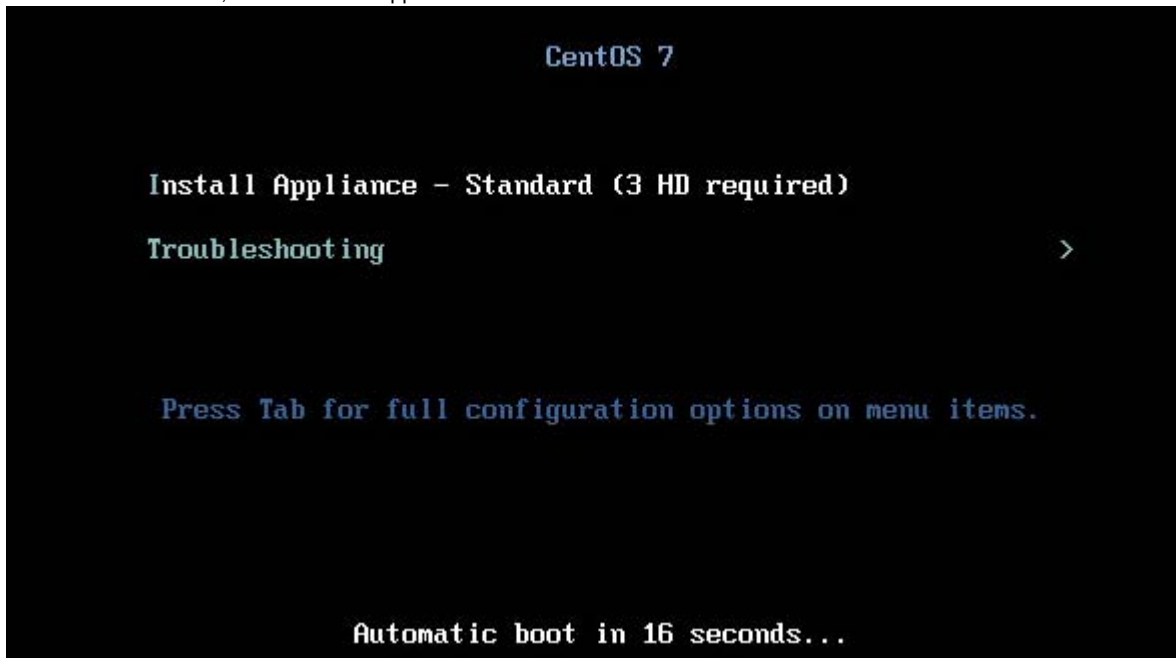 CentOS 7
Install Appliance - Standard (3 HD required)
Troubleshooting >
Press Tab for full configuration options on menu items.
Automatic boot in 16 seconds...